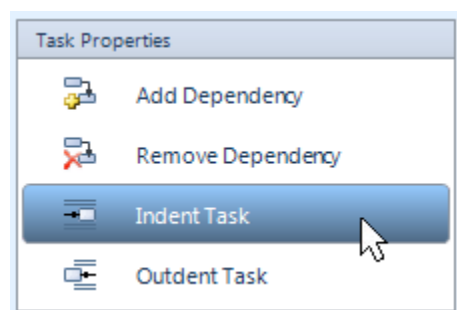 Task Properties
Add Dependency
Remove Dependency
Indent Task
Outdent Task